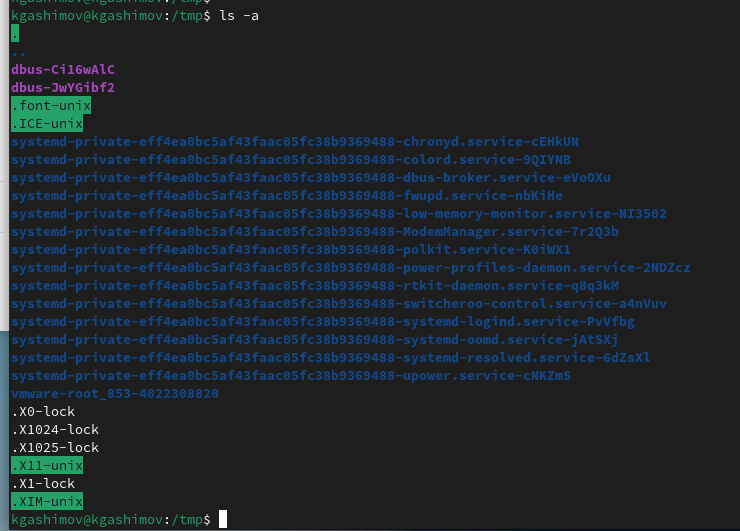 kgashimov@kgashimov:/tmp$
kgashimov@kgashimov:/tmp$ ls -a
.
..
dbus-Ci16wAlC
dbus-JwYGibf2
.font-unix
.ICE-unix
systemd-private-eff4ea0bc5af43faac05fc38b9369488-chronyd.service-cEHkUN
systemd-private-eff4ea0bc5af43faac05fc38b9369488-colord.service-9QIYNB
systemd-private-eff4ea0bc5af43faac05fc38b9369488-dbus-broker.service-eVoOXu
systemd-private-eff4ea0bc5af43faac05fc38b9369488-fwupd.service-nbKiHe
systemd-private-eff4ea0bc5af43faac05fc38b9369488-low-memory-monitor.service-NI3502
systemd-private-eff4ea0bc5af43faac05fc38b9369488-ModemManager.service-7r2Q3b
systemd-private-eff4ea0bc5af43faac05fc38b9369488-polkit.service-K0iWX1
systemd-private-eff4ea0bc5af43faac05fc38b9369488-power-profiles-daemon.service-2NDZcz
systemd-private-eff4ea0bc5af43faac05fc38b9369488-rtkit-daemon.service-q8q3kM
systemd-private-eff4ea0bc5af43faac05fc38b9369488-switcheroo-control.service-a4nVuv
systemd-private-eff4ea0bc5af43faac05fc38b9369488-systemd-logind.service-PvVfbg
systemd-private-eff4ea0bc5af43faac05fc38b9369488-systemd-oomd.service-jAtSXj
systemd-private-eff4ea0bc5af43faac05fc38b9369488-systemd-resolved.service-6dZsXl
systemd-private-eff4ea0bc5af43faac05fc38b9369488-upower.service-cNKZmS
vmware-root_853-4022308820
.X0-lock
.X1024-lock
.X1025-lock
.X11-unix
.X1-lock
.XIM-unix
kgashimov@kgashimov:/tmp$